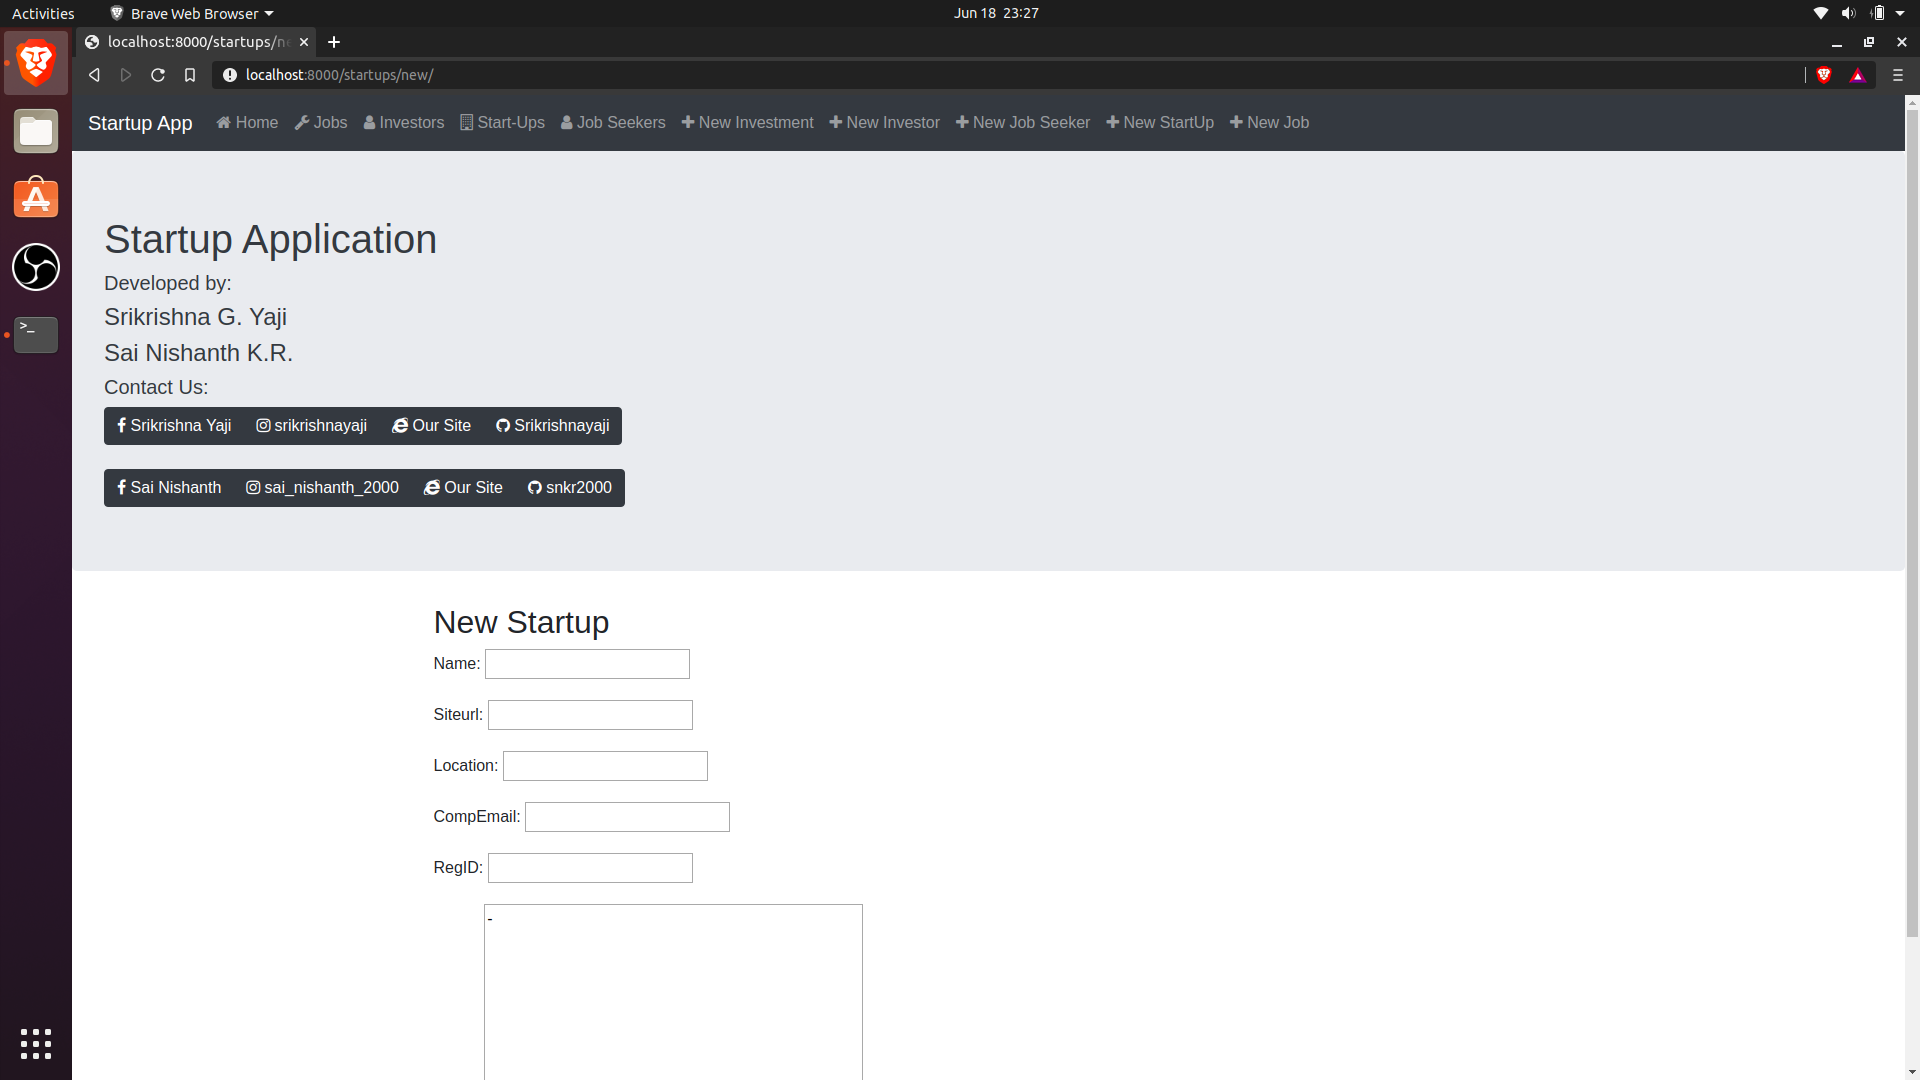 Activities Brave Web Browser Jun 18 23:27
localhost:8000/startups/ne
localhost:8000/startups/new/
Startup App Home Jobs Investors Start-Ups Job Seekers New Investment New Investor New Job Seeker New StartUp New Job
Startup Application
Developed by:
Srikrishna G. Yaji
Sai Nishanth K.R.
Contact Us:
Srikrishna Yaji srikrishnayaji Our Site Srikrishnayaji
Sai Nishanth sai_nishanth_2000 Our Site snkr2000
New Startup
Name:
Siteurl:
Location:
CompEmail:
RegID:
-